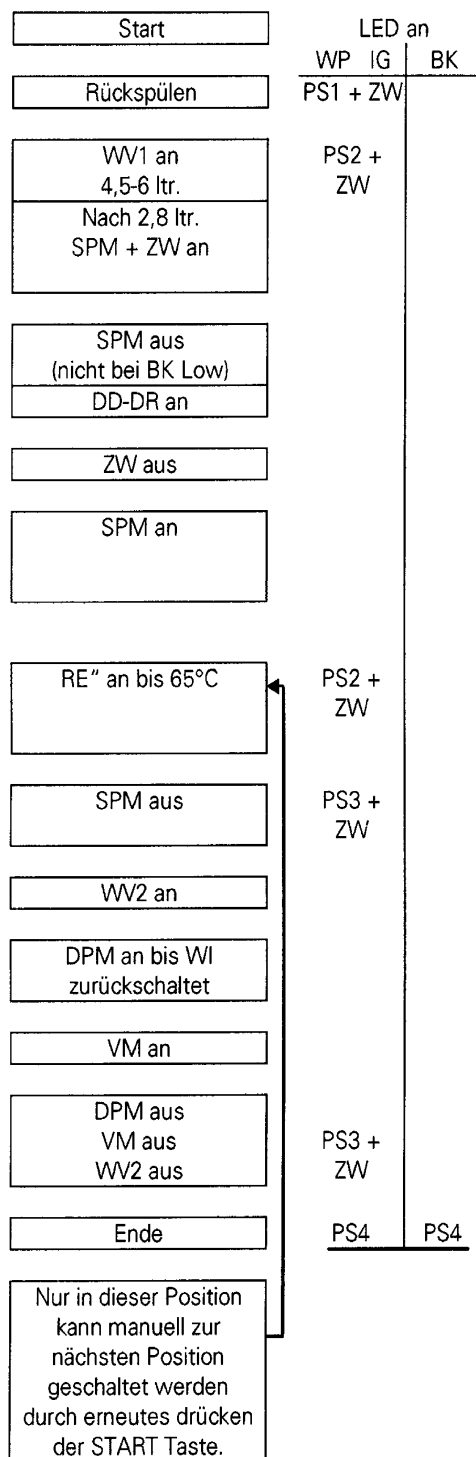 Start
LED an
WP IG BK
Rückspülen
PS1 + ZW
WV1 an
4,5-6 ltr.
PS2 +
ZW
Nach 2,8 ltr.
SPM + ZW an
SPM aus
(nicht bei BK Low)
DD-DR an
ZW aus
SPM an
RE" an bis 65°C
PS2 +
ZW
SPM aus
PS3 +
ZW
WV2 an
DPM an bis WI
zurückschaltet
VM an
DPM aus
VM aus
WV2 aus
PS3 +
ZW
Ende
PS4 PS4
Nur in dieser Position
kann manuell zur
nächsten Position
geschaltet werden
durch erneutes drücken
der START Taste.